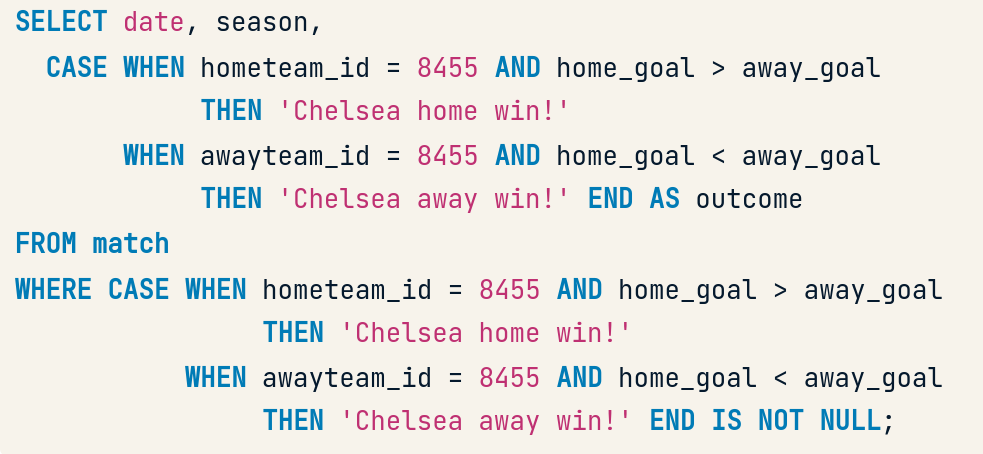 SELECT date, season,
CASE WHEN hometeam_id = 8455 AND home_goal > away_goal
THEN 'Chelsea home win!'
WHEN awayteam_id = 8455 AND home_goal < away_goal
THEN 'Chelsea away win!' END AS outcome
FROM match
WHERE CASE WHEN hometeam_id = 8455 AND home_goal > away_goal
THEN 'Chelsea home win!'
WHEN awayteam_id = 8455 AND home_goal < away_goal
THEN 'Chelsea away win!' END IS NOT NULL;